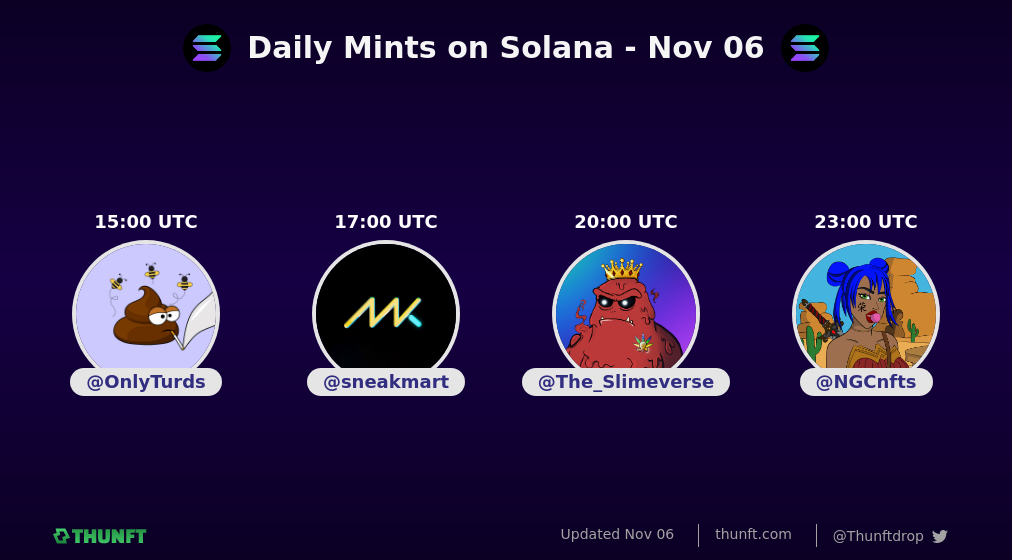 Daily Mints on Solana - Nov 06
15:00 UTC
17:00 UTC
20:00 UTC
23:00 UTC
@OnlyTurds
@sneakmart
@The_Slimeverse
@NGCnfts
THUNFT
Updated Nov 06
thunft.com
@Thunftdrop